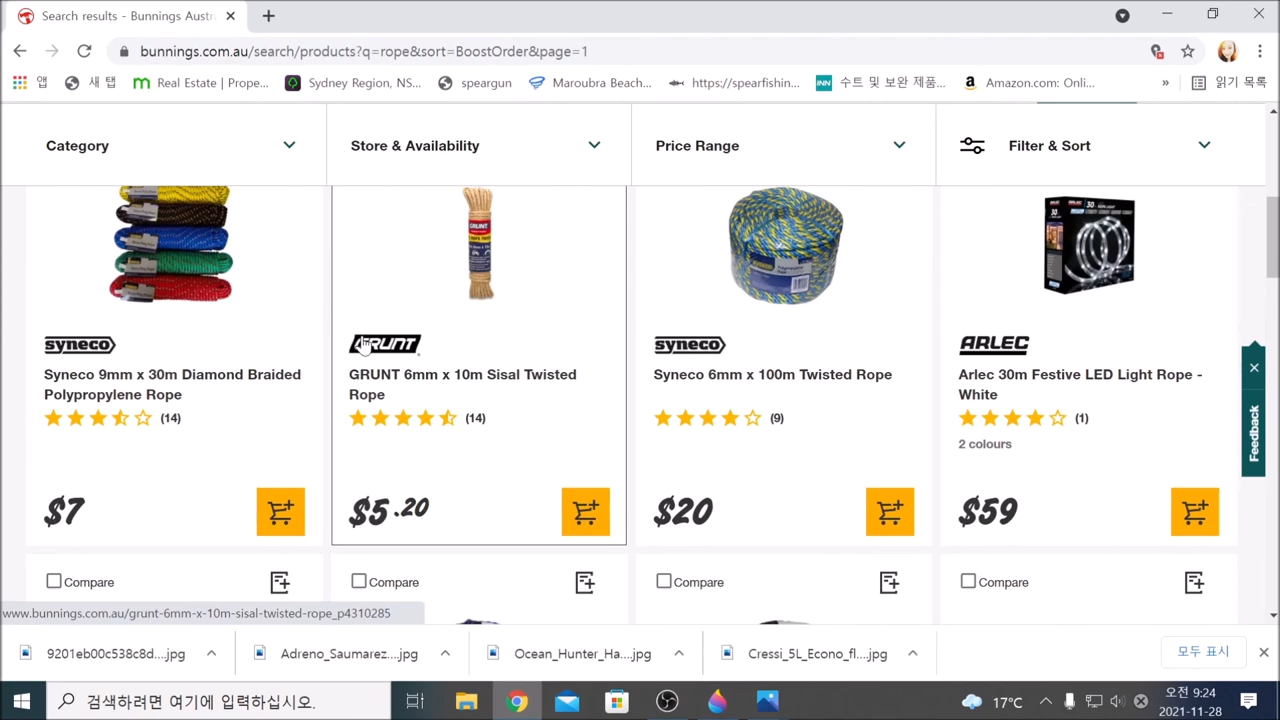 Search results - Bunnings Austr
bunnings.com.au/search/products?q=rope&sort=BoostOrder&page=1
앱 새 탭 Real Estate | Prope... Sydney Region, NS... speargun Maroubra Beach... https://spearfishin... 수트 및 보완 제품... Amazon.com: Onli... » 읽기 목록
Category Store & Availability Price Range Filter & Sort
GRUNT
syneco GRUNT syneco ARLEC
Syneco 9mm x 30m Diamond Braided Polypropylene Rope
(14)
$7
GRUNT 6mm x 10m Sisal Twisted Rope
(14)
$5.20
Syneco 6mm x 100m Twisted Rope
(9)
$20
Arlec 30m Festive LED Light Rope - White
(1)
2 colours
$59
Feedback
Compare Compare Compare Compare
www.bunnings.com.au/grunt-6mm-x-10m-sisal-twisted-rope_p4310285
9201eb00c538c8d....jpg Adreno_Saumarez....jpg Ocean_Hunter_Ha....jpg Cressi_5L_Econo_fl....jpg 모두 표시
검색하려면 여기에 입력하십시오.
17°C
오전 9:24
2021-11-28